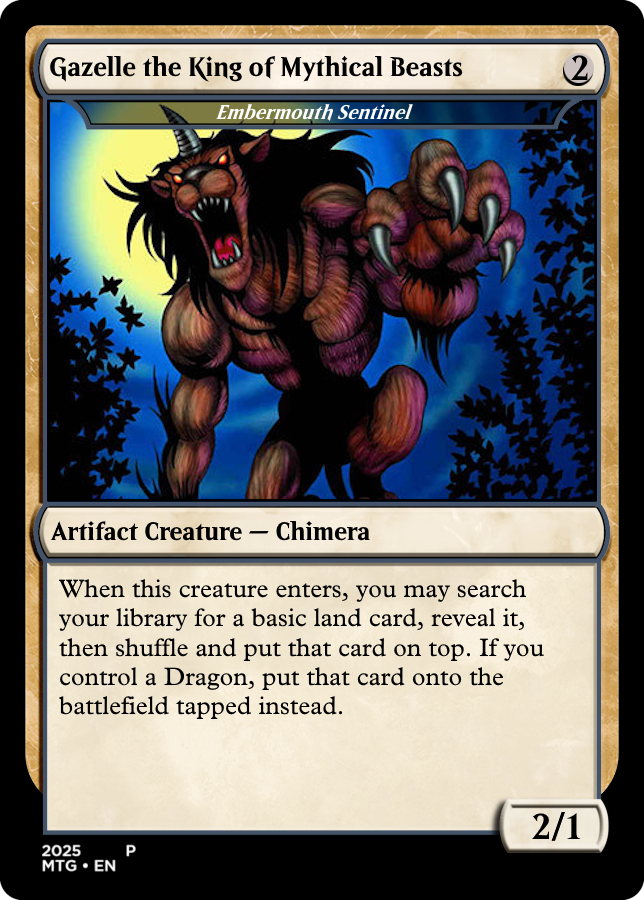 Gazelle the King of Mythical Beasts 2
Embermouth Sentinel
Artifact Creature — Chimera
When this creature enters, you may search
your library for a basic land card, reveal it,
then shuffle and put that card on top. If you
control a Dragon, put that card onto the
battlefield tapped instead.
2/1
2025 P
MTG • EN